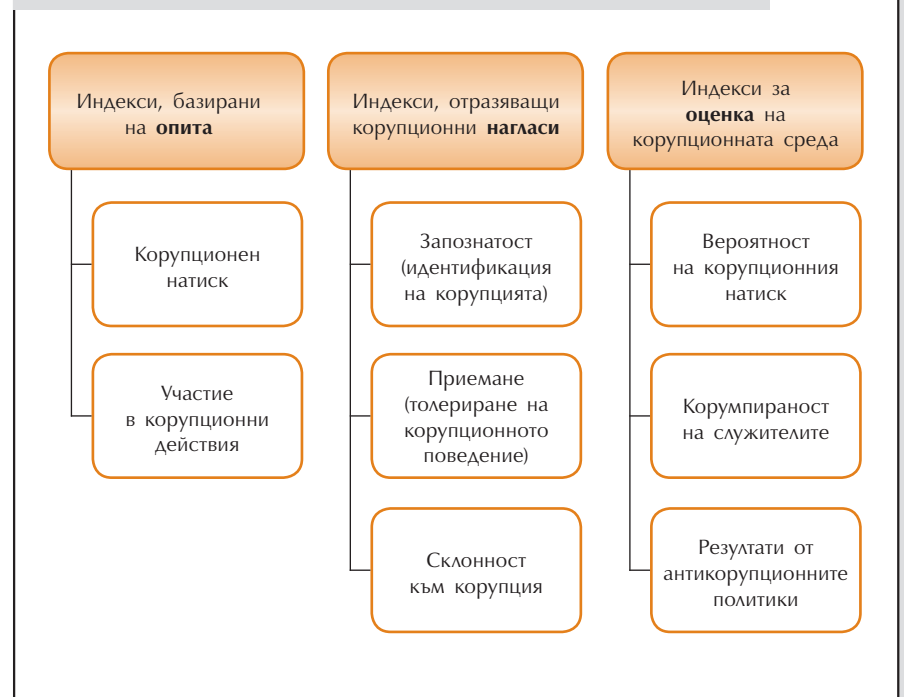 Индекси, базирани
на опита
Корупционен
натиск
Участие
в корупционни
действия
Индекси, отразяващи
корупционни нагласи
Запознатост
(идентификация
на корупцията)
Приемане
(толериране на
корупционното
поведение)
Склонност
към корупция
Индекси за
оценка на
корупционната среда
Вероятност
на корупционния
натиск
Корумпираност
на служителите
Резултати от
антикорупционните
политики